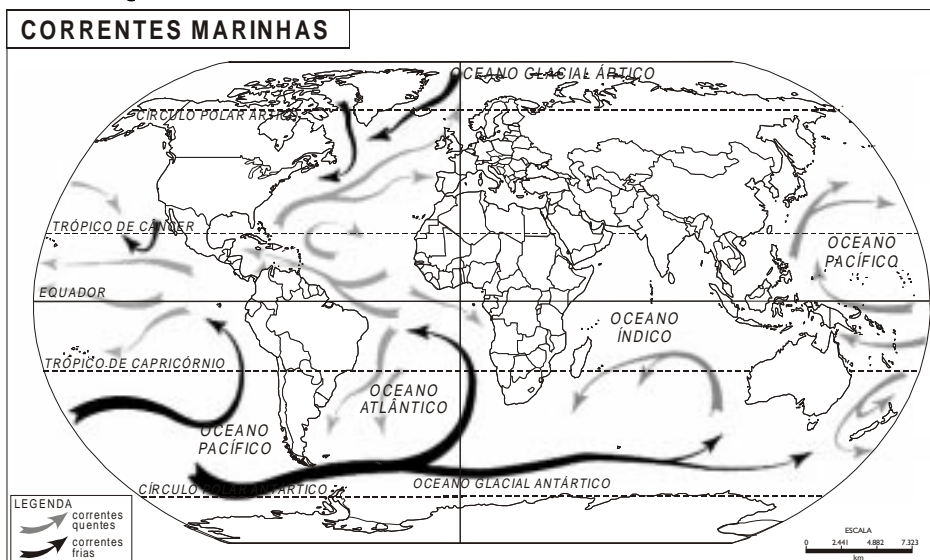 CORRENTES MARINHAS
OCEANO GLACIAL ÁRTICO
CÍRCULO POLAR ÁRTICO
TRÓPICO DE CÂNCER
OCEANO
PACÍFICO
EQUADOR
OCEANO
ÍNDICO
TRÓPICO DE CAPRICÓRNIO
OCEANO
ATLÂNTICO
OCEANO
PACÍFICO
CÍRCULO POLAR ANTÁRTICO
OCEANO GLACIAL ANTÁRTICO
LEGENDA
correntes
quentes
correntes
frias
ESCALA
0 2.441 4.882 7.323
km